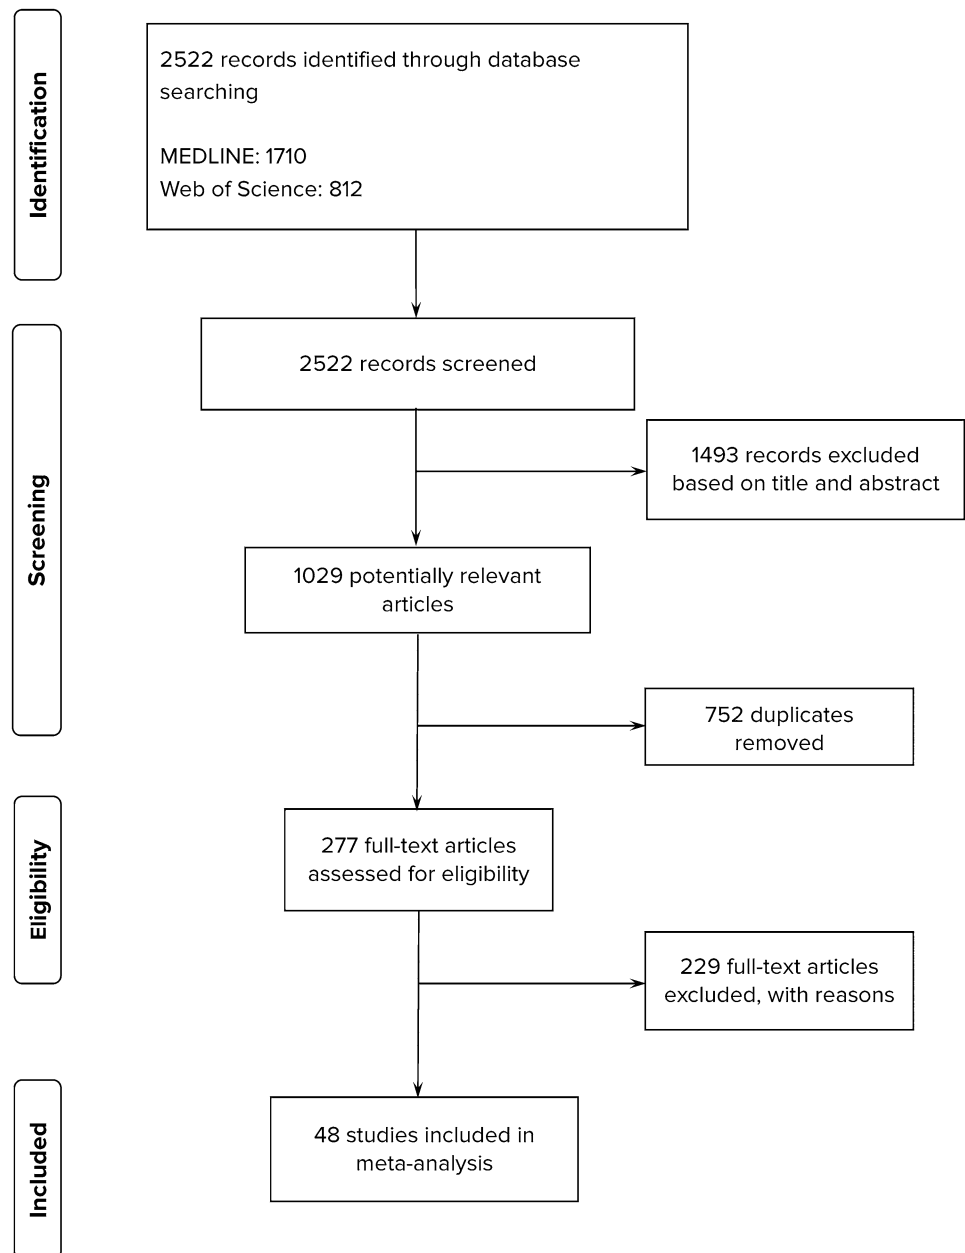 Identification
2522 records identified through database
searching
MEDLINE: 1710
Web of Science: 812
Screening
2522 records screened
1493 records excluded
based on title and abstract
1029 potentially relevant
articles
752 duplicates
removed
Eligibility
277 full-text articles
assessed for eligibility
229 full-text articles
excluded, with reasons
Included
48 studies included in
meta-analysis